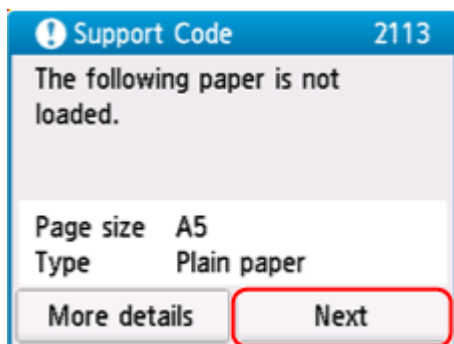 Support Code 2113
The following paper is not
loaded.
Page size A5
Type Plain paper
More details Next